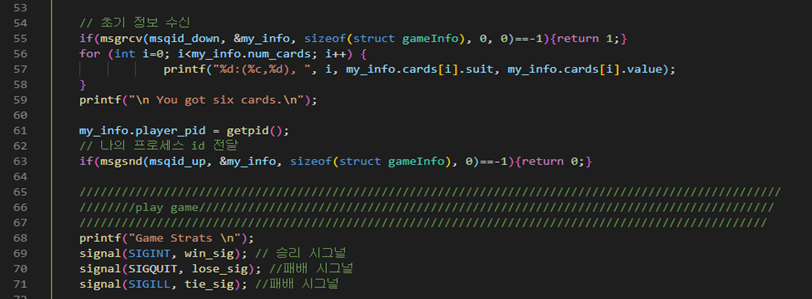 53
54 // 초기 정보 수신
55 if(msgrcv(msqid_down, &my_info, sizeof(struct gameInfo), 0, 0)==-1){return 1;}
56 for (int i=0; i<my_info.num_cards; i++) {
57 printf("%d:(%c,%d), ", i, my_info.cards[i].suit, my_info.cards[i].value);
58 }
59 printf("\n You got six cards.\n");
60
61 my_info.player_pid = getpid();
62 // 나의 프로세스 id 전달
63 if(msgsnd(msqid_up, &my_info, sizeof(struct gameInfo), 0)==-1){return 0;}
64
65 ////////////////////////////////////////////////////////////////////////////////////////////////////
66 ////////play game//////////////////////////////////////////////////////////////////////////////////
67 //////////////////////////////////////////////////////////////////////////////////////////////////
68 printf("Game Strats \n");
69 signal(SIGINT, win_sig); // 승리 시그널
70 signal(SIGQUIT, lose_sig); //패배 시그널
71 signal(SIGILL, tie_sig); //패배 시그널